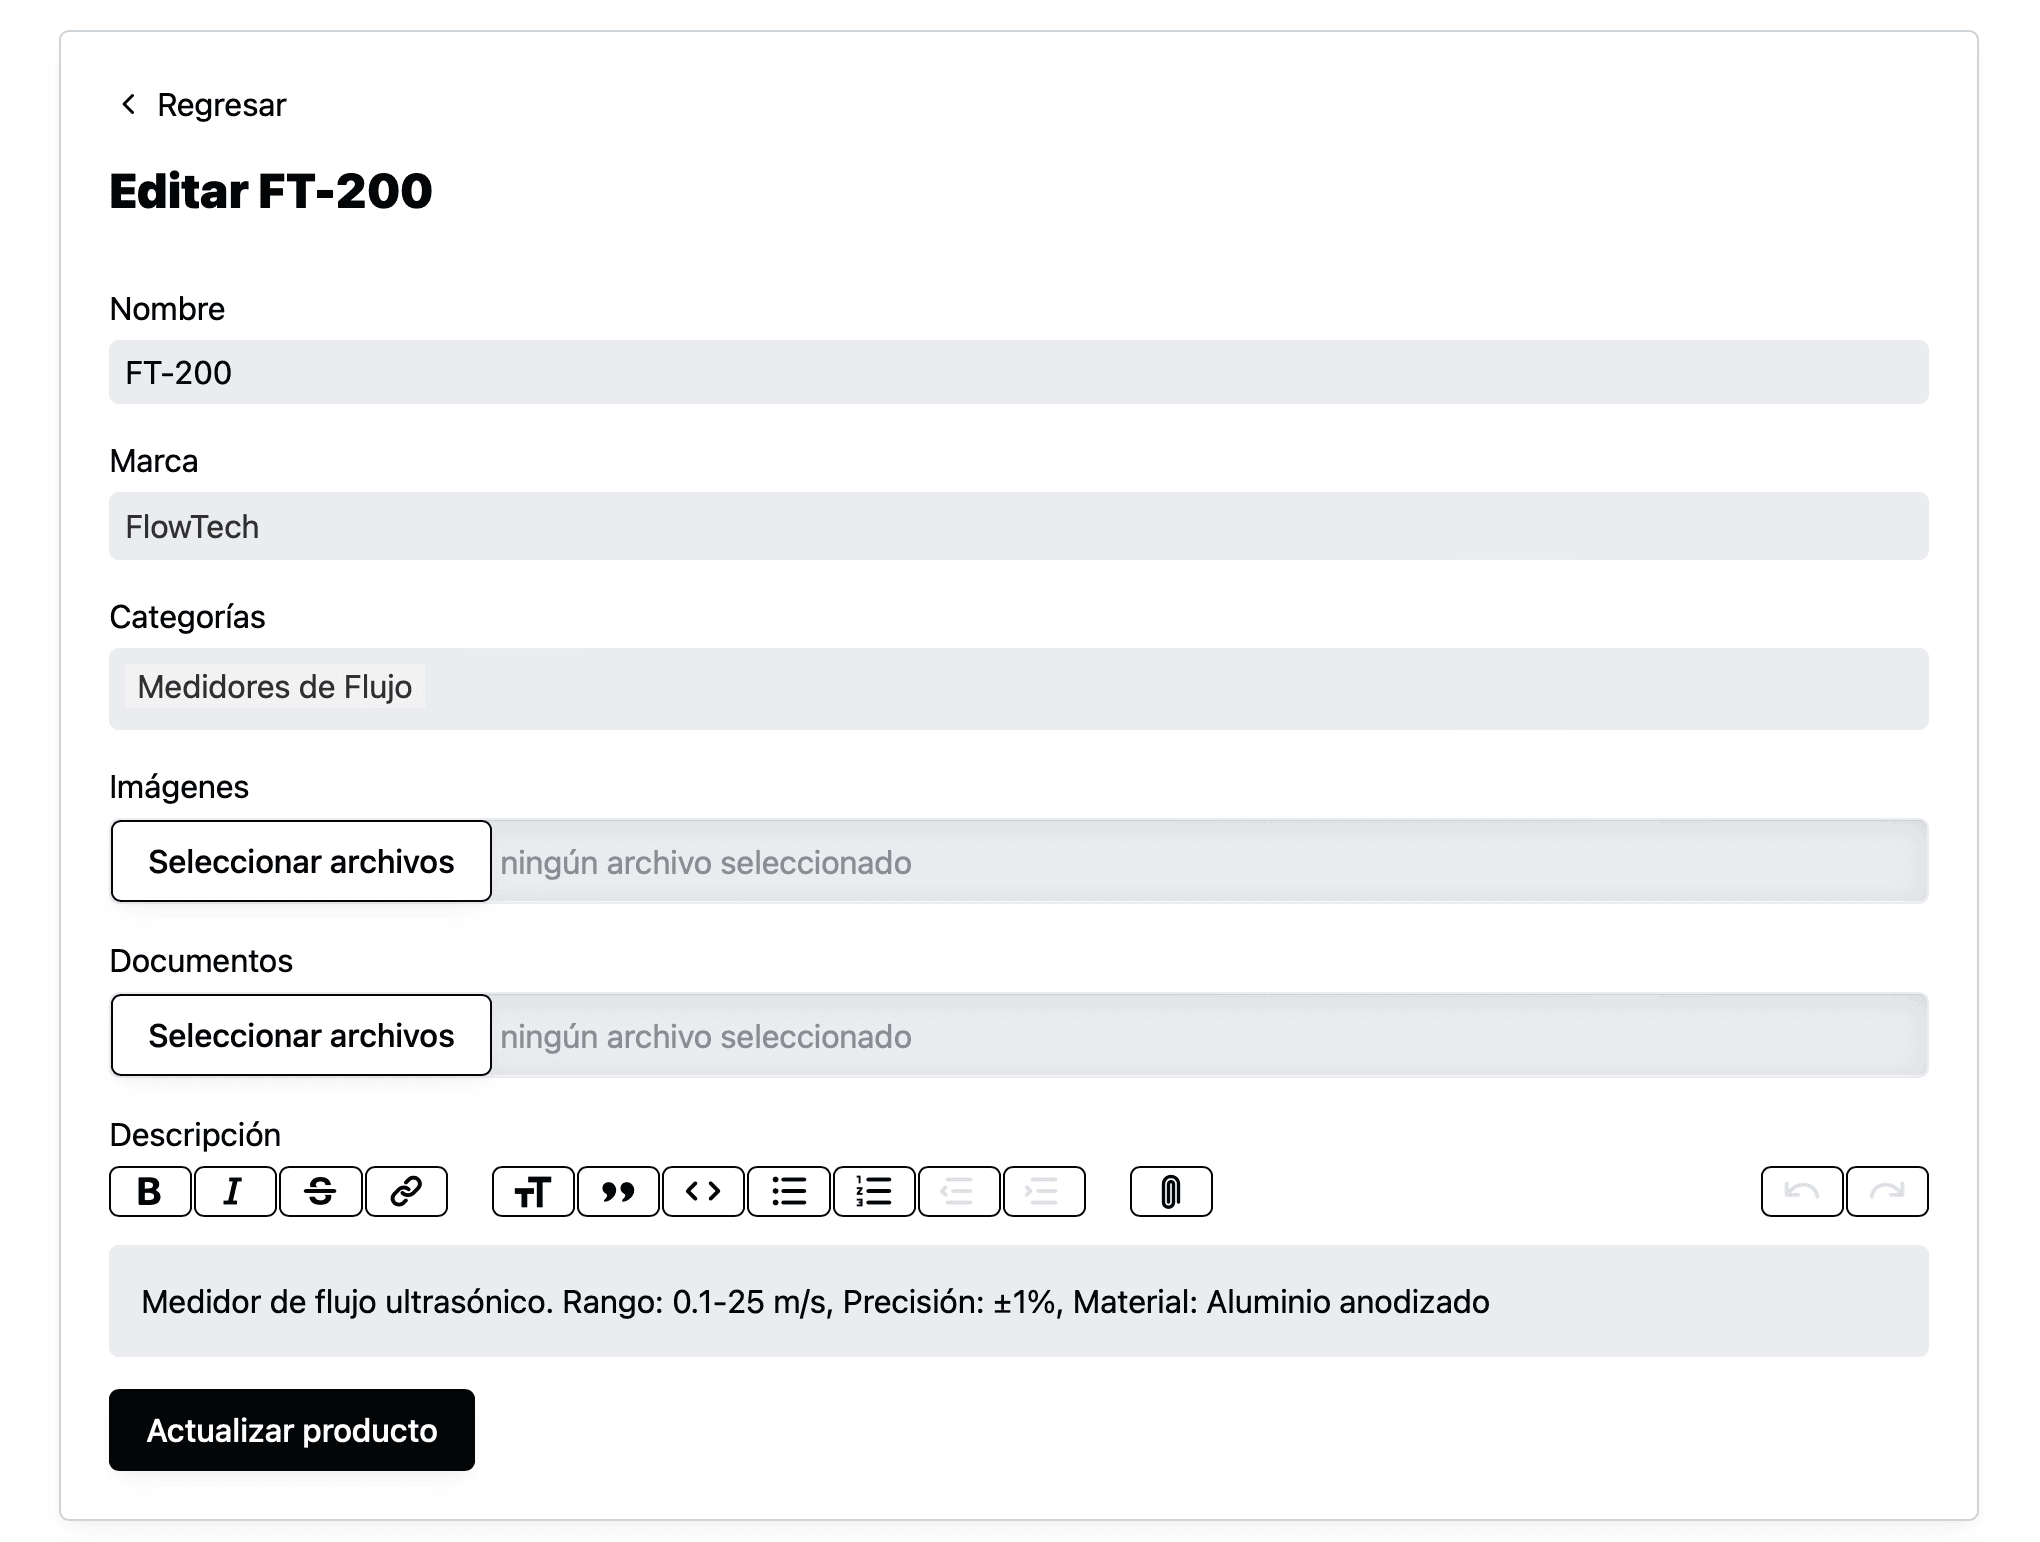 Regresar
Editar FT-200
Nombre
FT-200
Marca
FlowTech
Categorías
Medidores de Flujo
Imágenes
Seleccionar archivos ningún archivo seleccionado
Documentos
Seleccionar archivos ningún archivo seleccionado
Descripción
Medidor de flujo ultrasónico. Rango: 0.1-25 m/s, Precisión: ±1%, Material: Aluminio anodizado
Actualizar producto